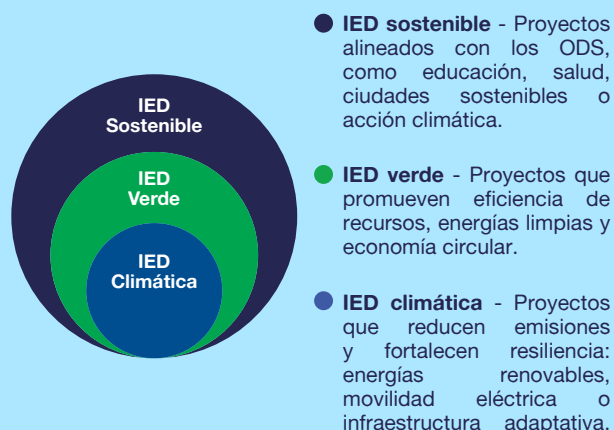 IED
Sostenible
IED
Verde
IED
Climática
IED sostenible - Proyectos
alineados con los ODS,
como educación, salud,
ciudades sostenibles o
acción climática.
IED verde - Proyectos que
promueven eficiencia de
recursos, energías limpias y
economía circular.
IED climática - Proyectos
que reducen emisiones
y fortalecen resiliencia:
energías renovables,
movilidad eléctrica o
infraestructura adaptativa.